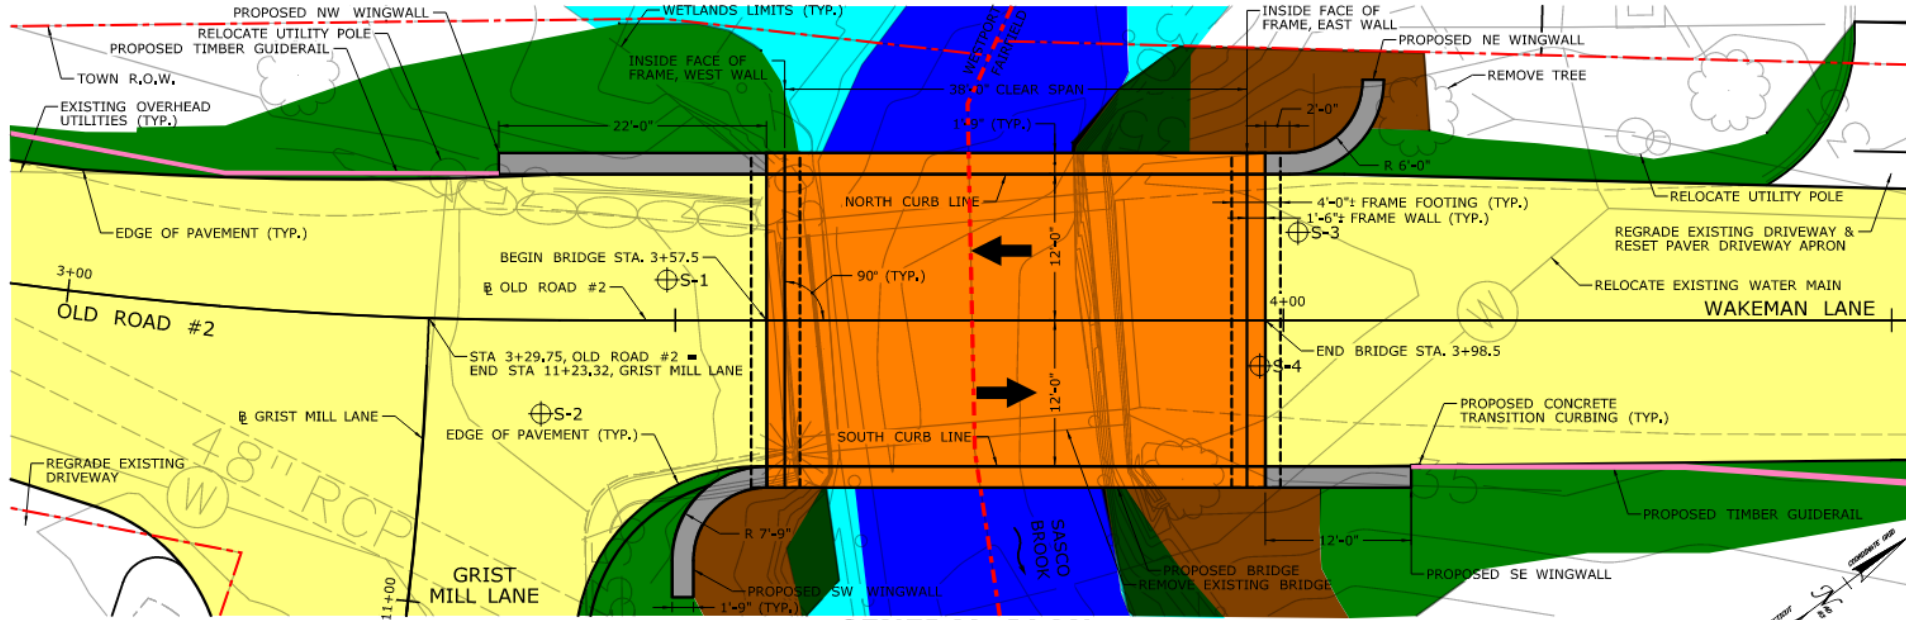 PROPOSED NW WINGWALL
RELOCATE UTILITY POLE
PROPOSED TIMBER GUIDERAIL
TOWN R.O.W.
EXISTING OVERHEAD
UTILITIES (TYP.)
WETLANDS LIMITS (TYP.)
INSIDE FACE OF
FRAME, WEST WALL
WESTPORT
FAIRFIELD
INSIDE FACE OF
FRAME, EAST WALL
PROPOSED NE WINGWALL
REMOVE TREE
38'-0" CLEAR SPAN
22'-0"
1'-9" (TYP.)
2'-0"
R 6'-0"
EDGE OF PAVEMENT (TYP.)
NORTH CURB LINE
4'-0"± FRAME FOOTING (TYP.)
1'-6"± FRAME WALL (TYP.)
S-3
RELOCATE UTILITY POLE
REGRADE EXISTING DRIVEWAY &
RESET PAVER DRIVEWAY APRON
3+00
BEGIN BRIDGE STA. 3+57.5
S-1
90° (TYP.)
12'-0"
℄ OLD ROAD #2
4+00
RELOCATE EXISTING WATER MAIN
W
WAKEMAN LANE
OLD ROAD #2
STA 3+29.75, OLD ROAD #2 =
END STA 11+23.32, GRIST MILL LANE
END BRIDGE STA. 3+98.5
S-4
12'-0"
℄ GRIST MILL LANE
S-2
EDGE OF PAVEMENT (TYP.)
SOUTH CURB LINE
PROPOSED CONCRETE
TRANSITION CURBING (TYP.)
48" RCP
REGRADE EXISTING
DRIVEWAY
W
35
35
R 7'-9"
SASCO
BROOK
12'-0"
PROPOSED TIMBER GUIDERAIL
GRIST
MILL LANE
11+00
PROPOSED SW WINGWALL
1'-9" (TYP.)
PROPOSED BRIDGE
REMOVE EXISTING BRIDGE
PROPOSED SE WINGWALL
COORDINATE GRID